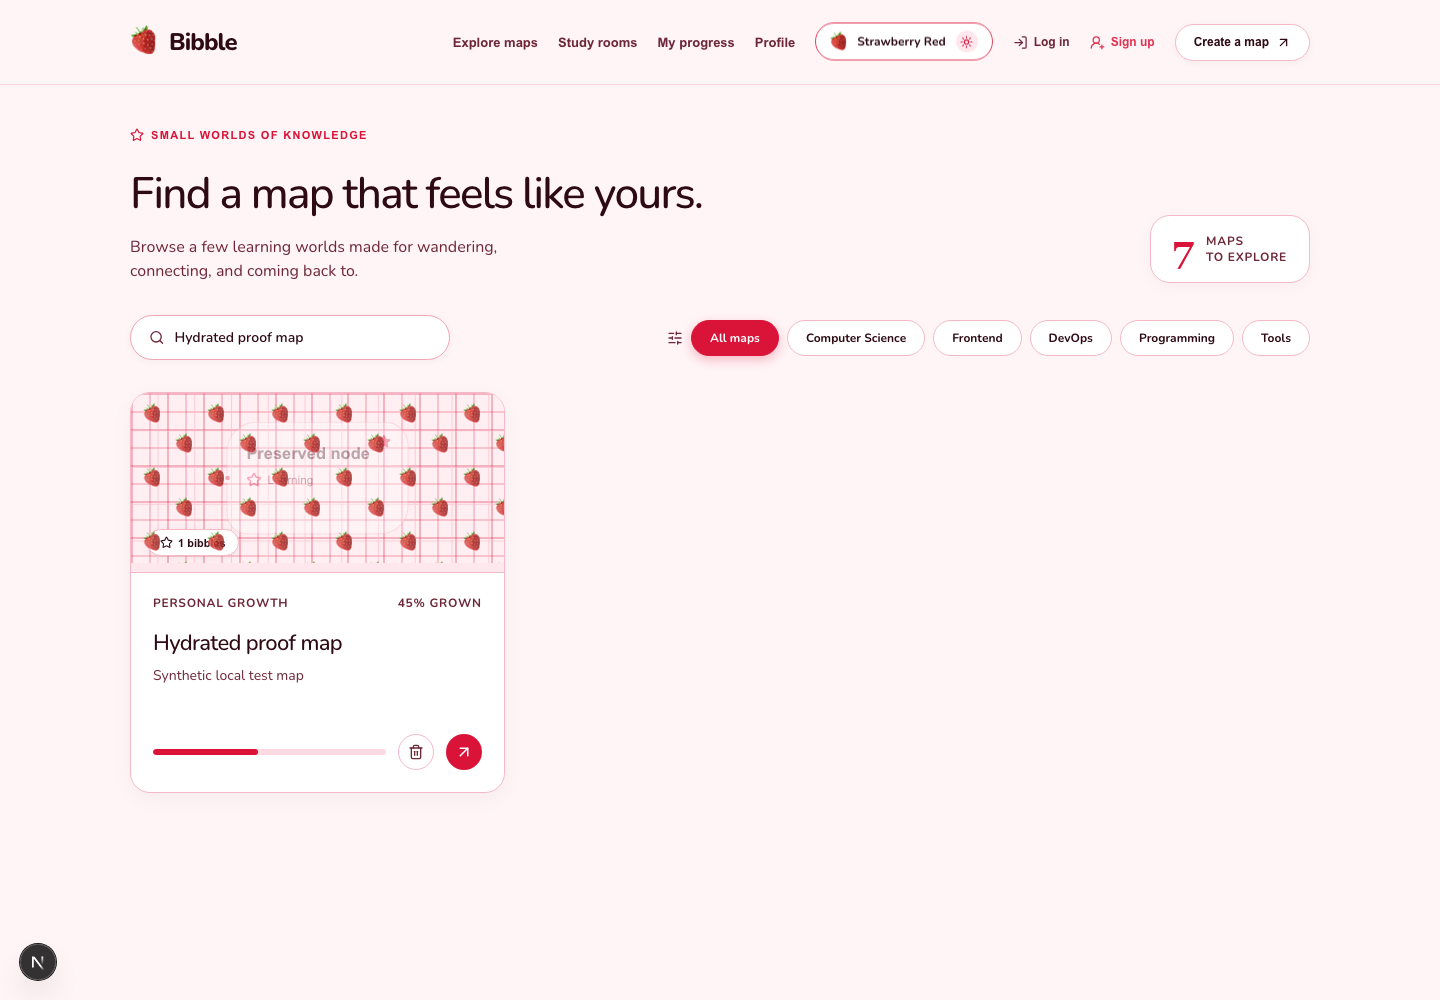 Bibble
Explore maps
Study rooms
My progress
Profile
Strawberry Red
Log in
Sign up
Create a map
SMALL WORLDS OF KNOWLEDGE
Find a map that feels like yours.
Browse a few learning worlds made for wandering,
connecting, and coming back to.
7
MAPS
TO EXPLORE
Hydrated proof map
All maps
Computer Science
Frontend
DevOps
Programming
Tools
Preserved node
Learning
1 bibbles
PERSONAL GROWTH
45% GROWN
Hydrated proof map
Synthetic local test map
N